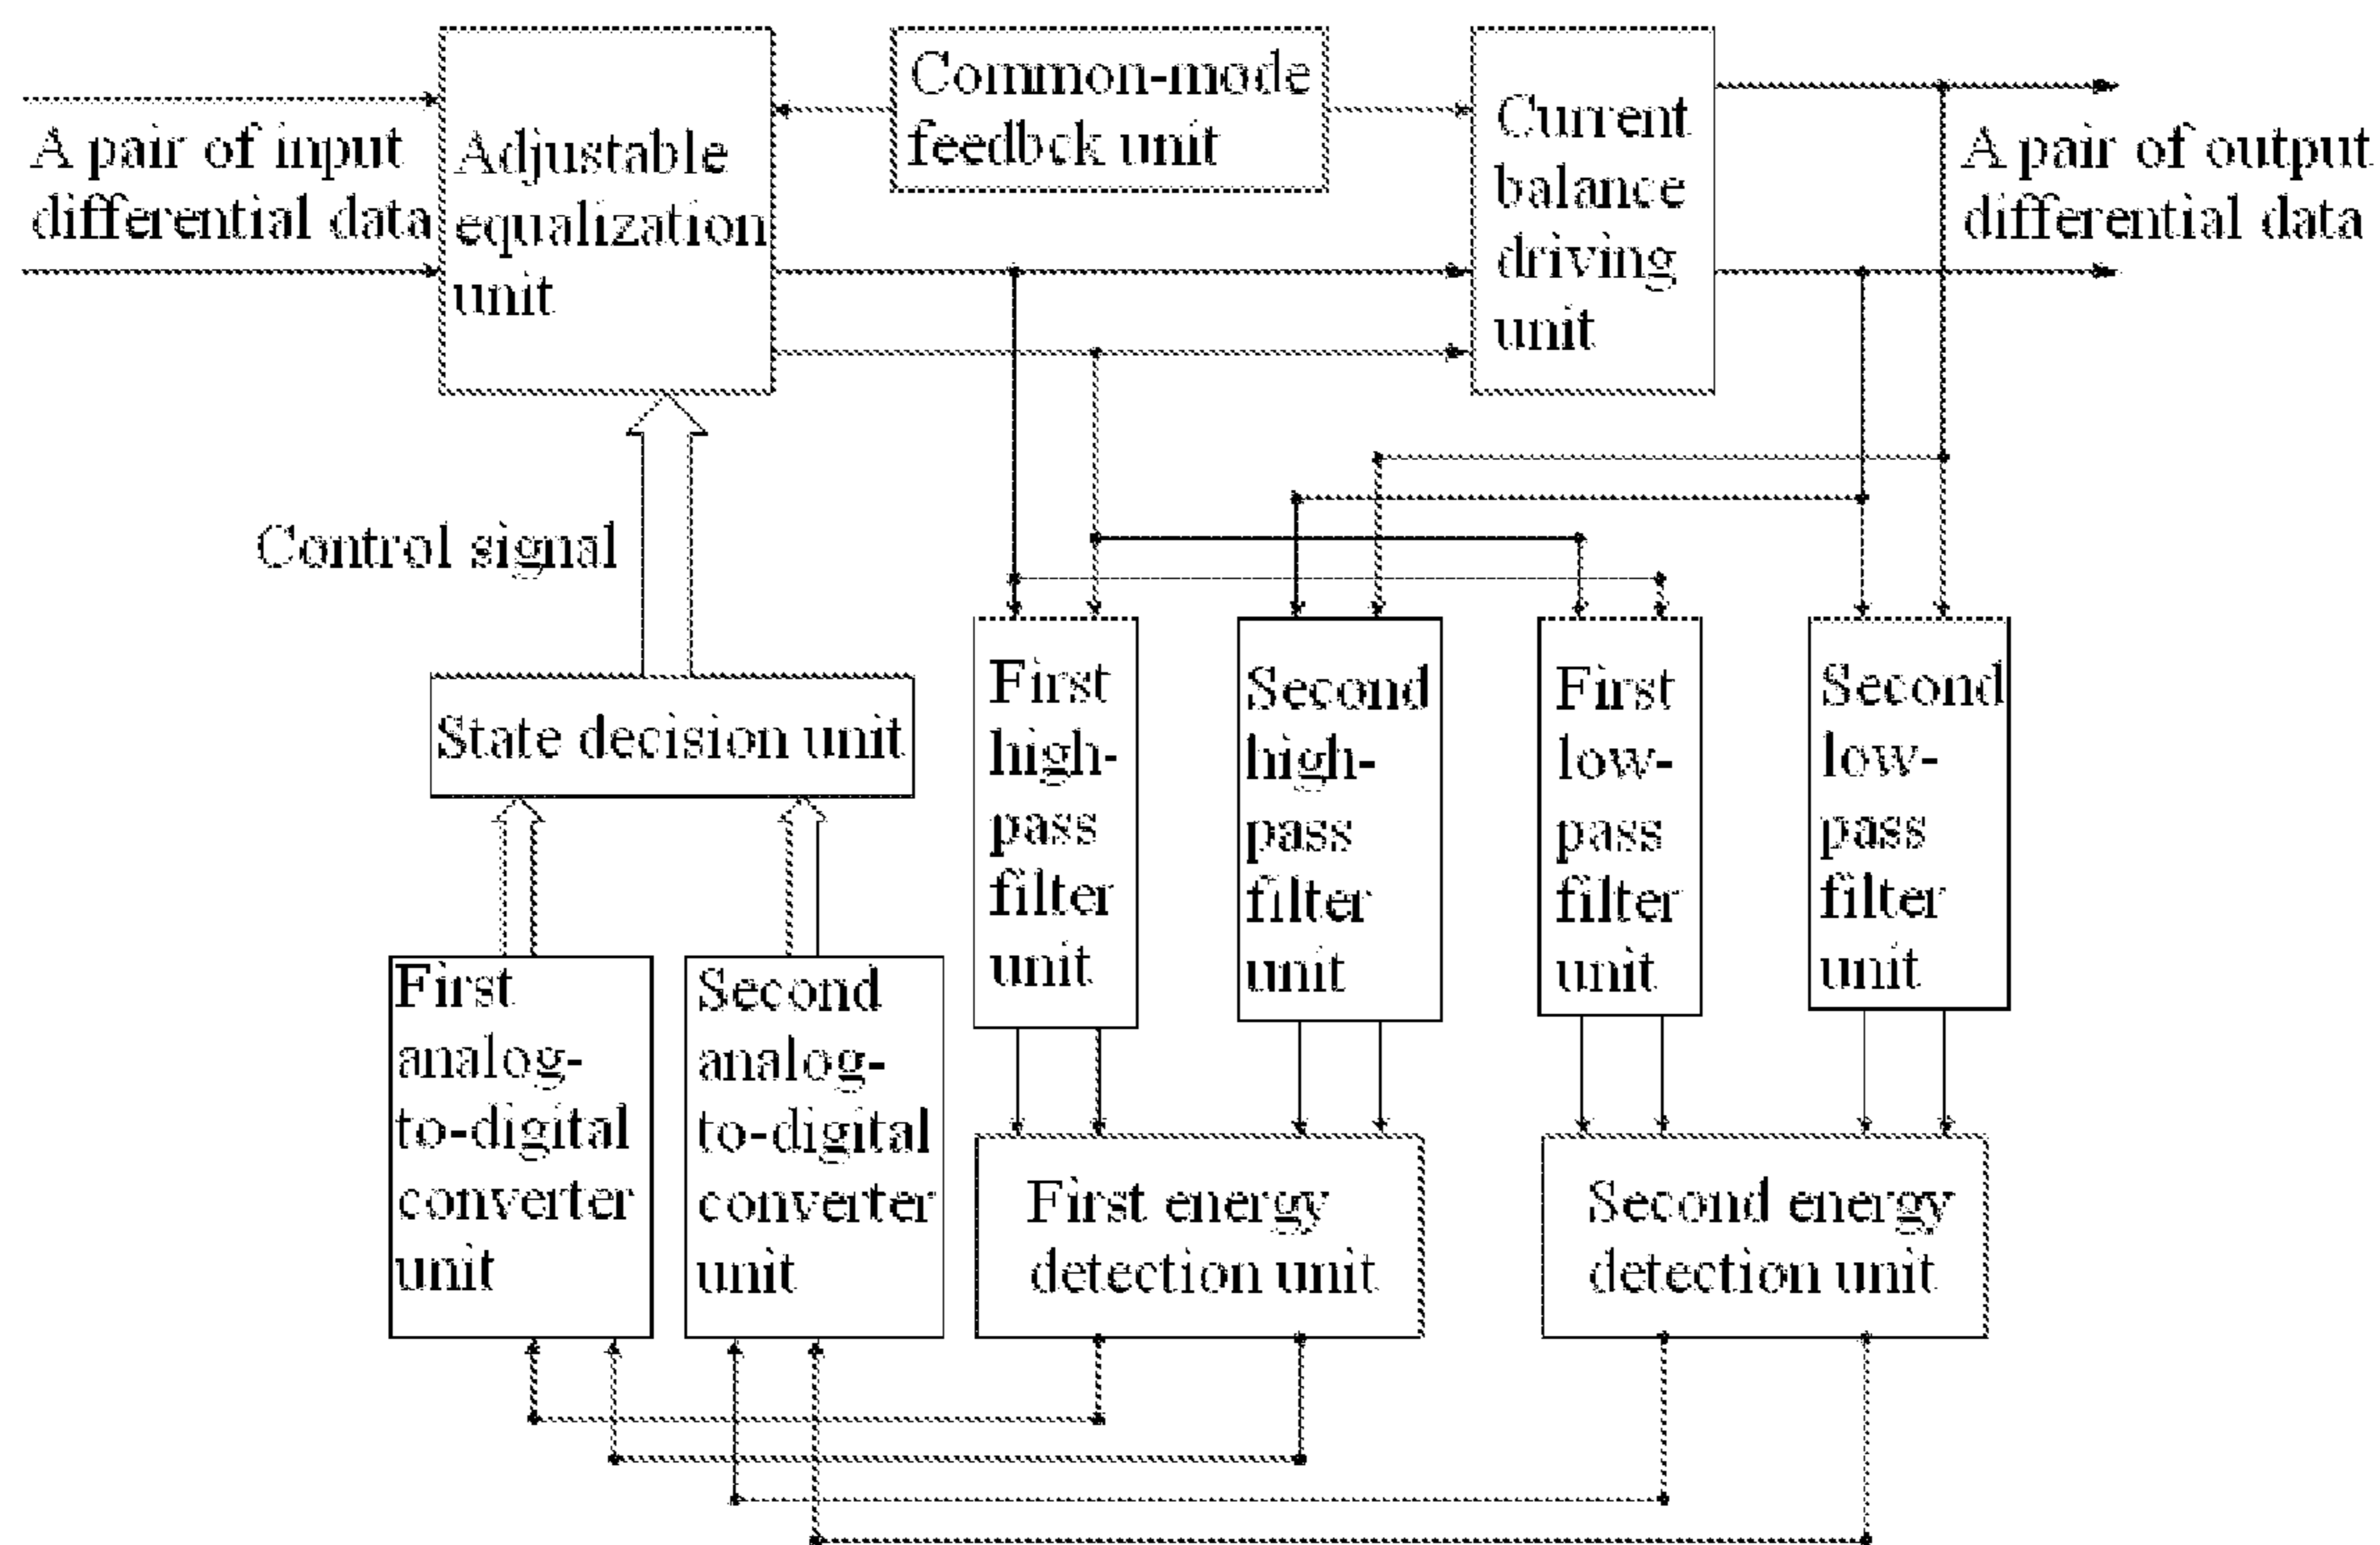 A pair of input
differential data
Adjustable
equalization
unit
Common-mode
feedbck unit
Current
balance
driving
unit
A pair of output
differential data
Control signal
State decision unit
First
high-
pass
filter
unit
Second
high-
pass
filter
unit
First
low-
pass
filter
unit
Second
low-
pass
filter
unit
First
analog-
to-digital
converter
unit
Second
analog-
to-digital
converter
unit
First energy
detection unit
Second energy
detection unit